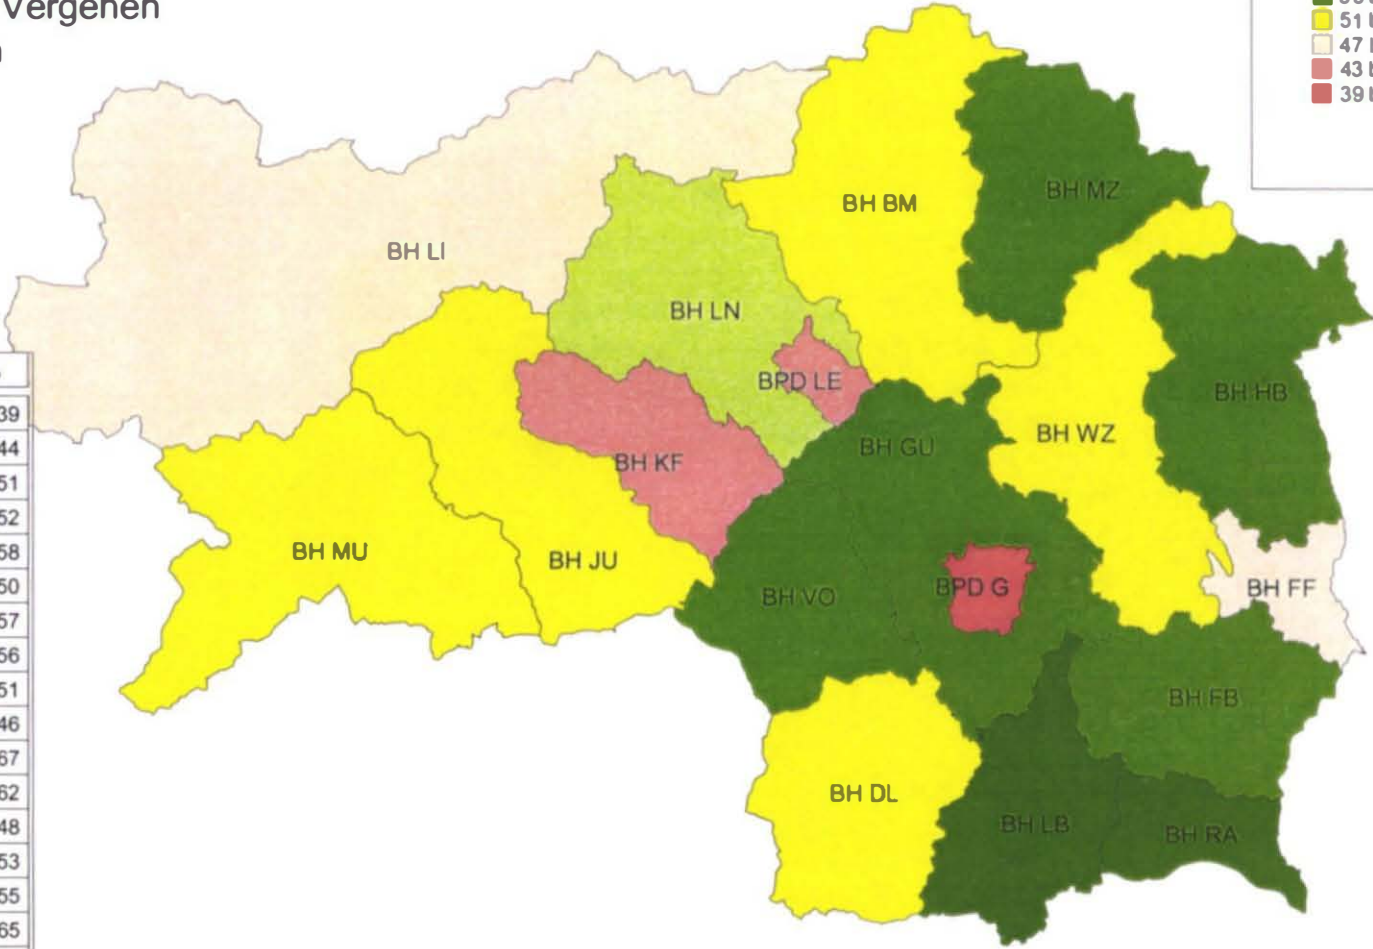 Vergehen
51
47
43
39
BH MZ
BH BM
BH LI
BH LN
BPD LE
BH HB
BH WZ
BH GU
BH KF
BH MU
BH JU
BH VO
BPD G
BH FF
BH FB
BH DL
BH LB
BH RA
39
44
51
52
58
50
57
56
51
46
67
62
48
53
55
65